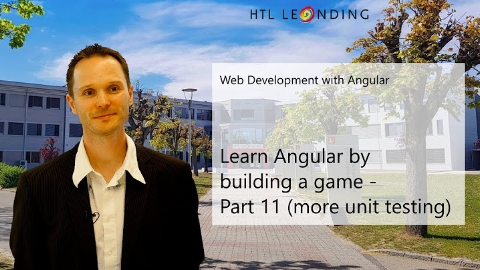 HTL LEONDING
Web Development with Angular
Learn Angular by
building a game -
Part 11 (more unit testing)